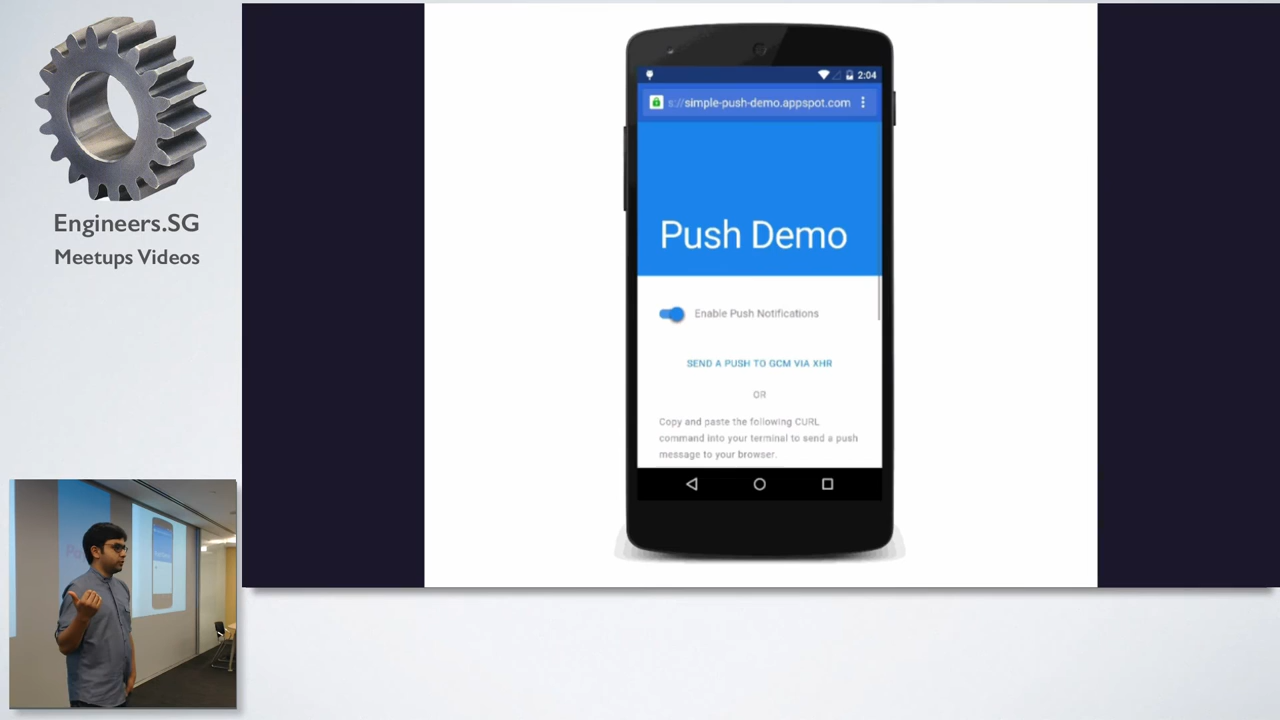 Engineers.SG
Meetups Videos
2:04
s://simple-push-demo.appspot.com
Push Demo
Enable Push Notifications
SEND A PUSH TO GCM VIA XHR
OR
Copy and paste the following CURL
command into your terminal to send a push
message to your browser.